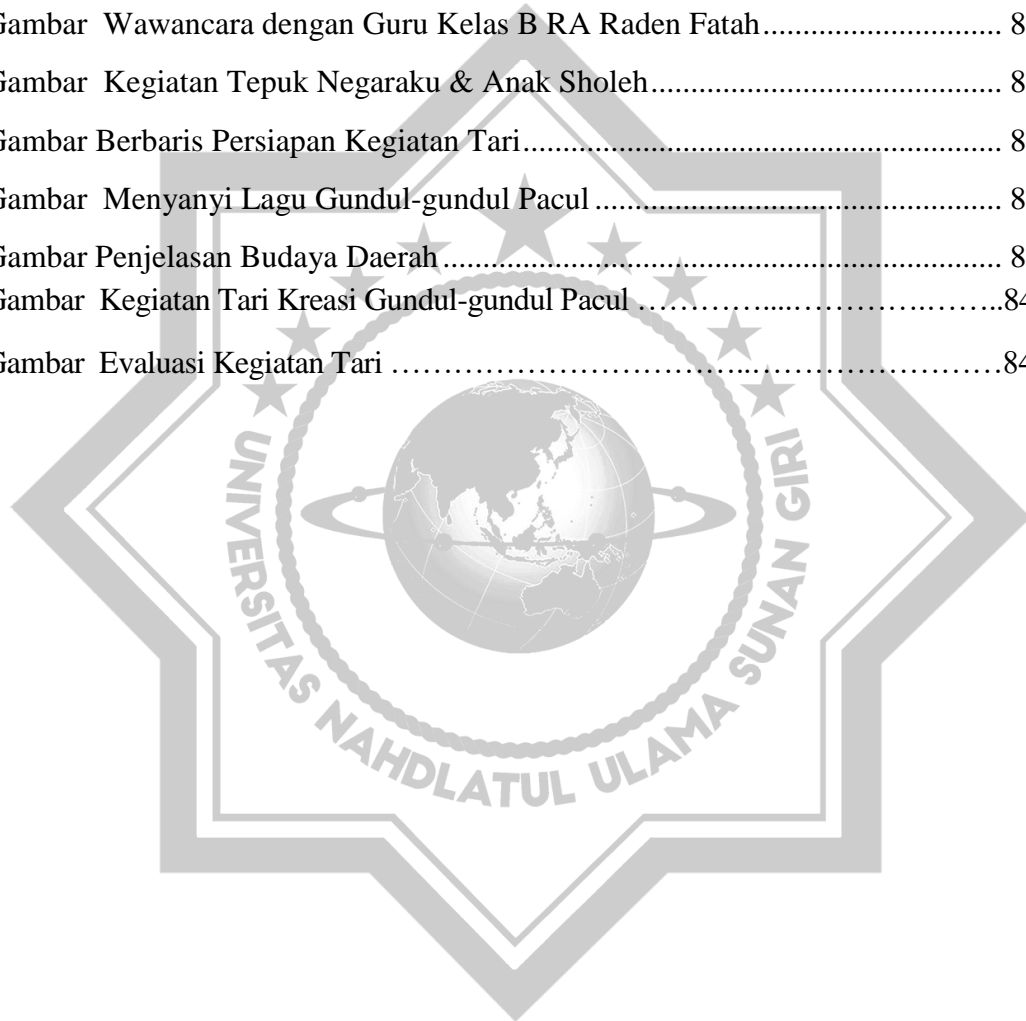 Gambar Wawancara dengan Guru Kelas B RA Raden Fatah............................. 8
Gambar Kegiatan Tepuk Negaraku & Anak Sholeh........................................... 8
Gambar Berbaris Persiapan Kegiatan Tari........................................................... 8
Gambar Menyanyi Lagu Gundul-gundul Pacul .................................................. 8
Gambar Penjelasan Budaya Daerah..................................................................... 8
Gambar Kegiatan Tari Kreasi Gundul-gundul Pacul …………...………….……..84
Gambar Evaluasi Kegiatan Tari ……………………………...……………………84
UNIVERSITAS NAHDLATUL ULAMA SUNAN GIRI